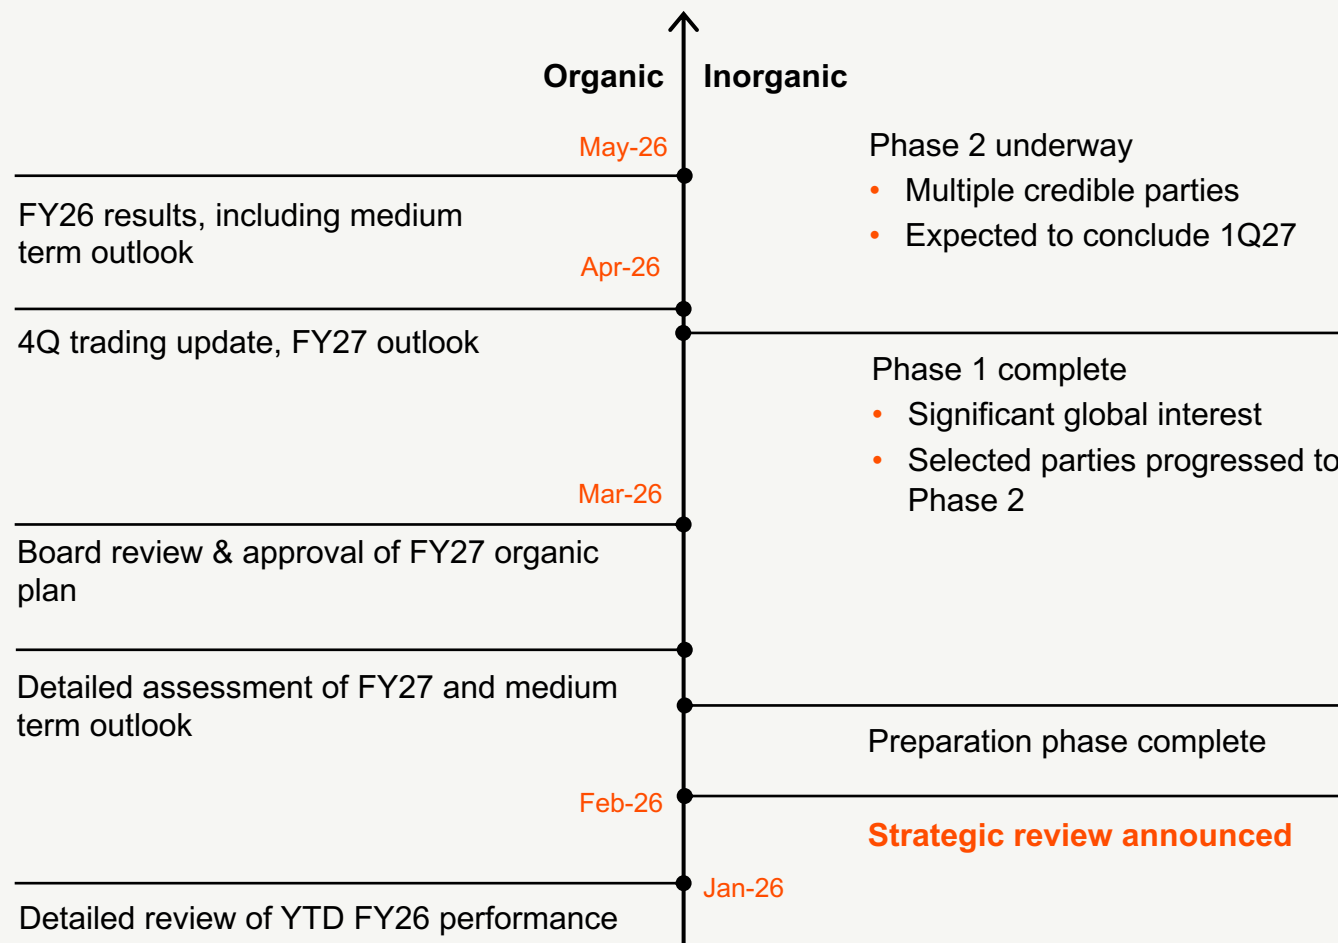 Organic
Inorganic
May-26
Phase 2 underway
• Multiple credible parties
• Expected to conclude 1Q27
FY26 results, including medium
term outlook
Apr-26
4Q trading update, FY27 outlook
Phase 1 complete
• Significant global interest
• Selected parties progressed to
Phase 2
Mar-26
Board review & approval of FY27 organic
plan
Detailed assessment of FY27 and medium
term outlook
Preparation phase complete
Feb-26
Strategic review announced
Jan-26
Detailed review of YTD FY26 performance